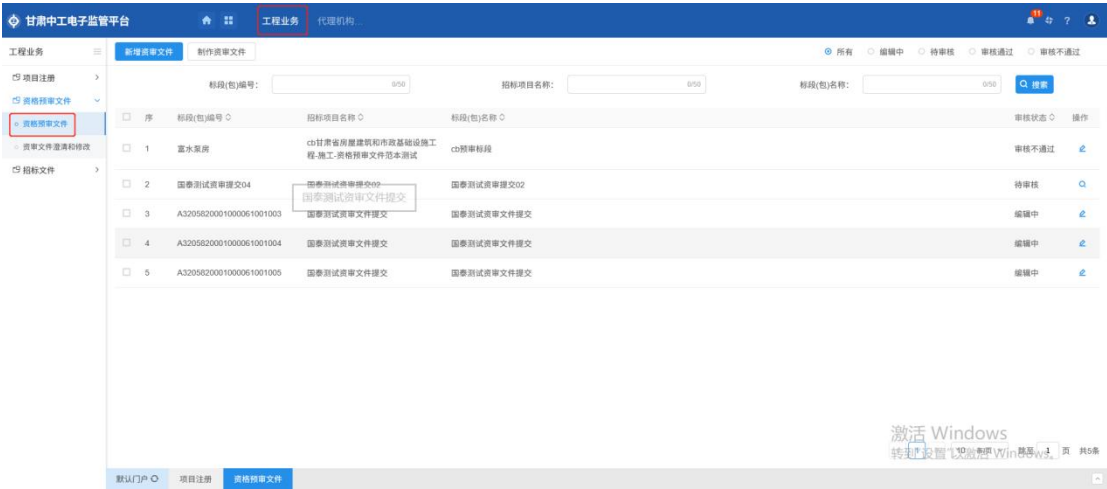 甘肃中工电子监管平台
工程业务
代理机构...
11
工程业务
新增资审文件
制作资审文件
所有
编辑中
待审核
审核通过
审核不通过
项目注册
资格预审文件
资格预审文件
资审文件澄清和修改
招标文件
标段(包)编号:
0/50
招标项目名称:
0/50
标段(包)名称:
0/50
搜索
序 标段(包)编号 招标项目名称 标段(包)名称 审核状态 操作
1 富水泵房 cb甘肃省房屋建筑和市政基础设施工程-施工-资格预审文件范本测试 cb预审标段 审核不通过
2 国泰测试资审提交04 国泰测试资审提交02 国泰测试资审提交02 待审核
国泰测试资审文件提交
3 A3205820001000061001003 国泰测试资审文件提交 国泰测试资审文件提交 编辑中
4 A3205820001000061001004 国泰测试资审文件提交 国泰测试资审文件提交 编辑中
5 A3205820001000061001005 国泰测试资审文件提交 国泰测试资审文件提交 编辑中
激活 Windows
转到"设置"以激活 Windows。
跳至 1 页 共5条
默认门户
项目注册
资格预审文件